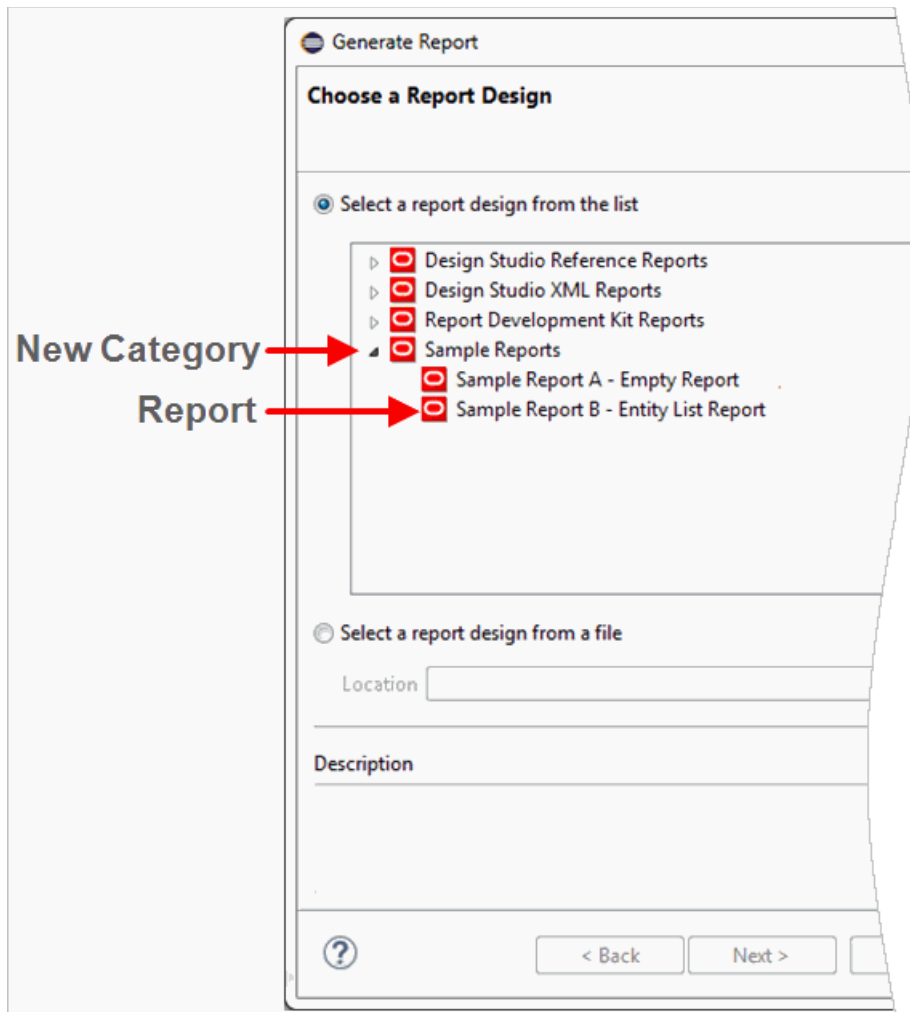 Generate Report
Choose a Report Design
Select a report design from the list
Design Studio Reference Reports
Design Studio XML Reports
Report Development Kit Reports
New Category
Sample Reports
Sample Report A - Empty Report
Report
Sample Report B - Entity List Report
Select a report design from a file
Location
Description
?
< Back
Next >